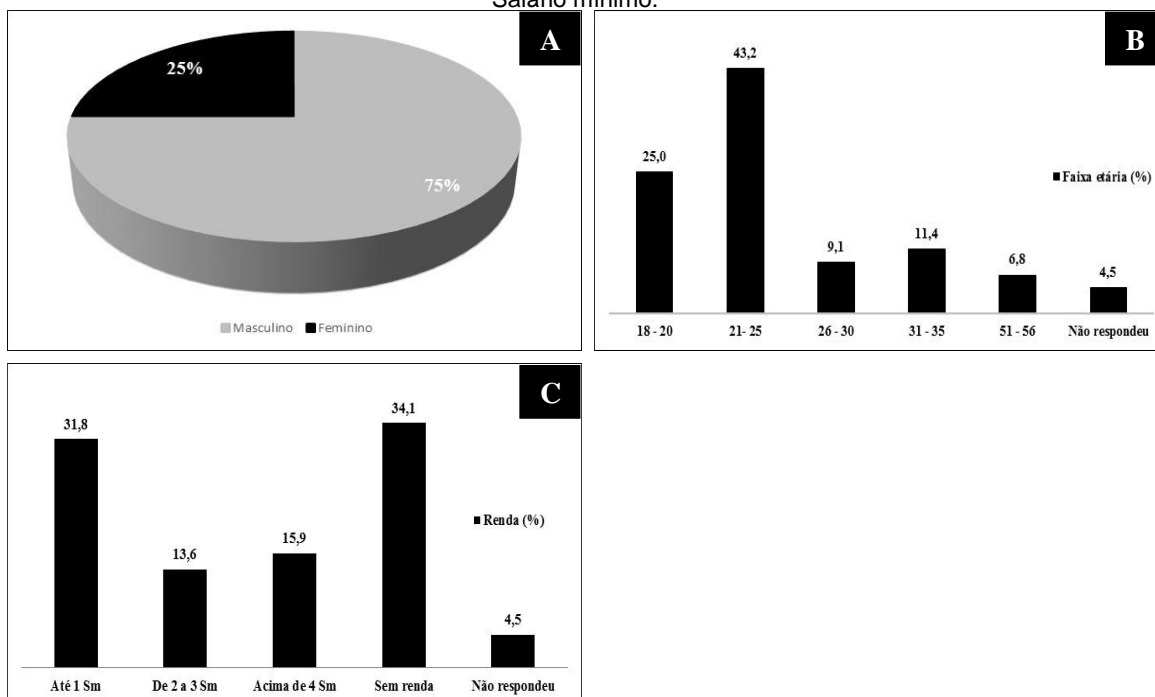 Salário mínimo.
A
25%
75%
Masculino Feminino
B
43,2
25,0
Faixa etária (%)
11,4
9,1
6,8
4,5
18 - 20 21- 25 26 - 30 31 - 35 51 - 56 Não respondeu
C
34,1
31,8
Renda (%)
15,9
13,6
4,5
Até 1 Sm De 2 a 3 Sm Acima de 4 Sm Sem renda Não respondeu